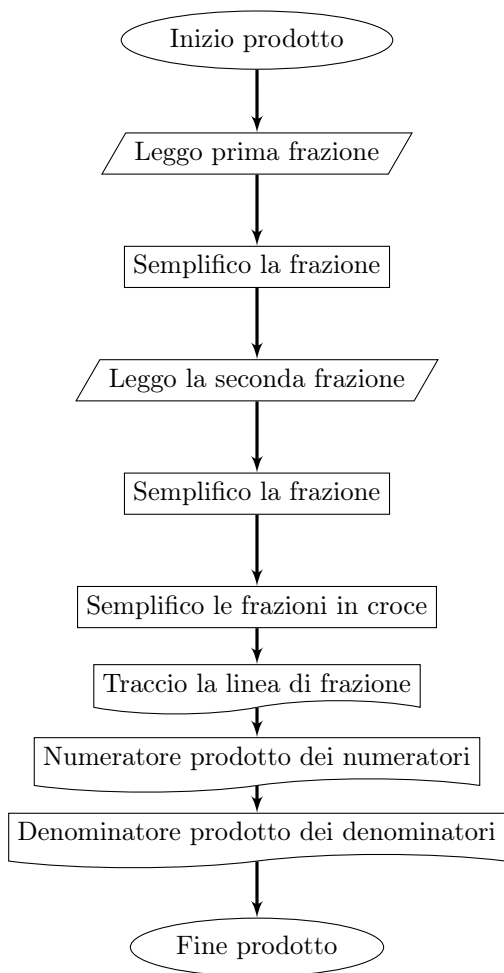 Inizio prodotto
Leggo prima frazione
Semplifico la frazione
Leggo la seconda frazione
Semplifico la frazione
Semplifico le frazioni in croce
Traccio la linea di frazione
Numeratore prodotto dei numeratori
Denominatore prodotto dei denominatori
Fine prodotto